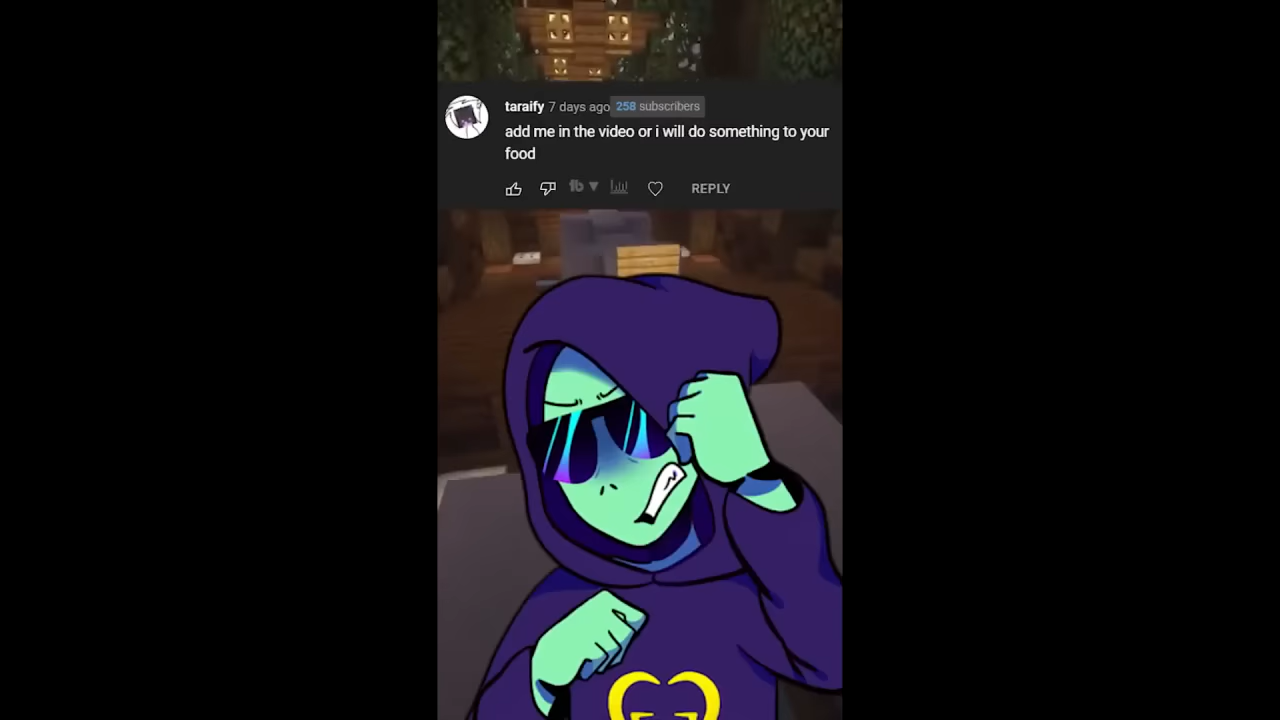 taraify 7 days ago 258 subscribers
add me in the video or i will do something to your
food
REPLY